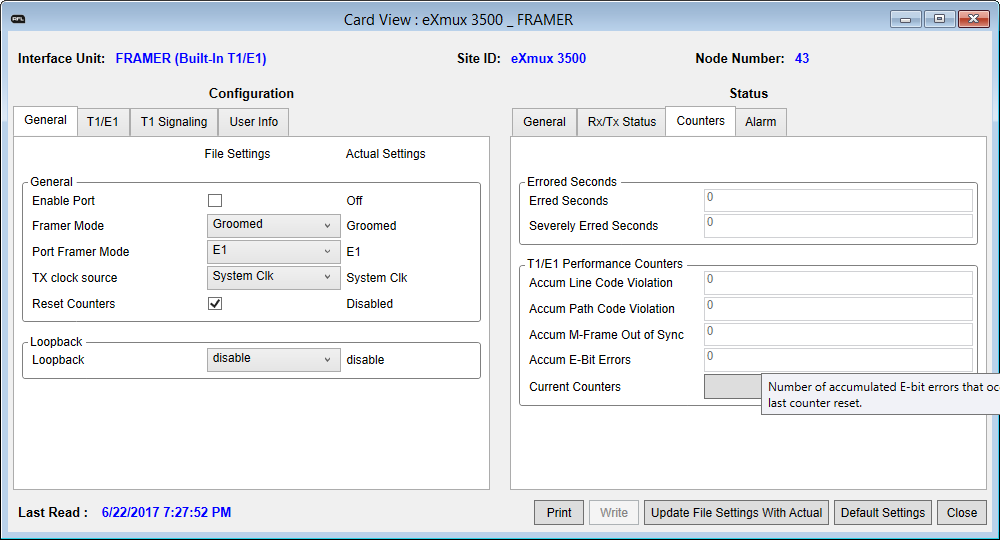 RFL
Card View : eXmux 3500 _ FRAMER
Interface Unit: FRAMER (Built-In T1/E1) Site ID: eXmux 3500 Node Number: 43
Configuration
General T1/E1 T1 Signaling User Info
File Settings Actual Settings
General
Enable Port Off
Framer Mode Groomed Groomed
Port Framer Mode E1 E1
TX clock source System Clk System Clk
Reset Counters Disabled
Loopback
Loopback disable disable
Status
General Rx/Tx Status Counters Alarm
Errored Seconds
Erred Seconds 0
Severely Erred Seconds 0
T1/E1 Performance Counters
Accum Line Code Violation 0
Accum Path Code Violation 0
Accum M-Frame Out of Sync 0
Accum E-Bit Errors 0
Current Counters
Number of accumulated E-bit errors that occ
last counter reset.
Last Read : 6/22/2017 7:27:52 PM
Print Write Update File Settings With Actual Default Settings Close